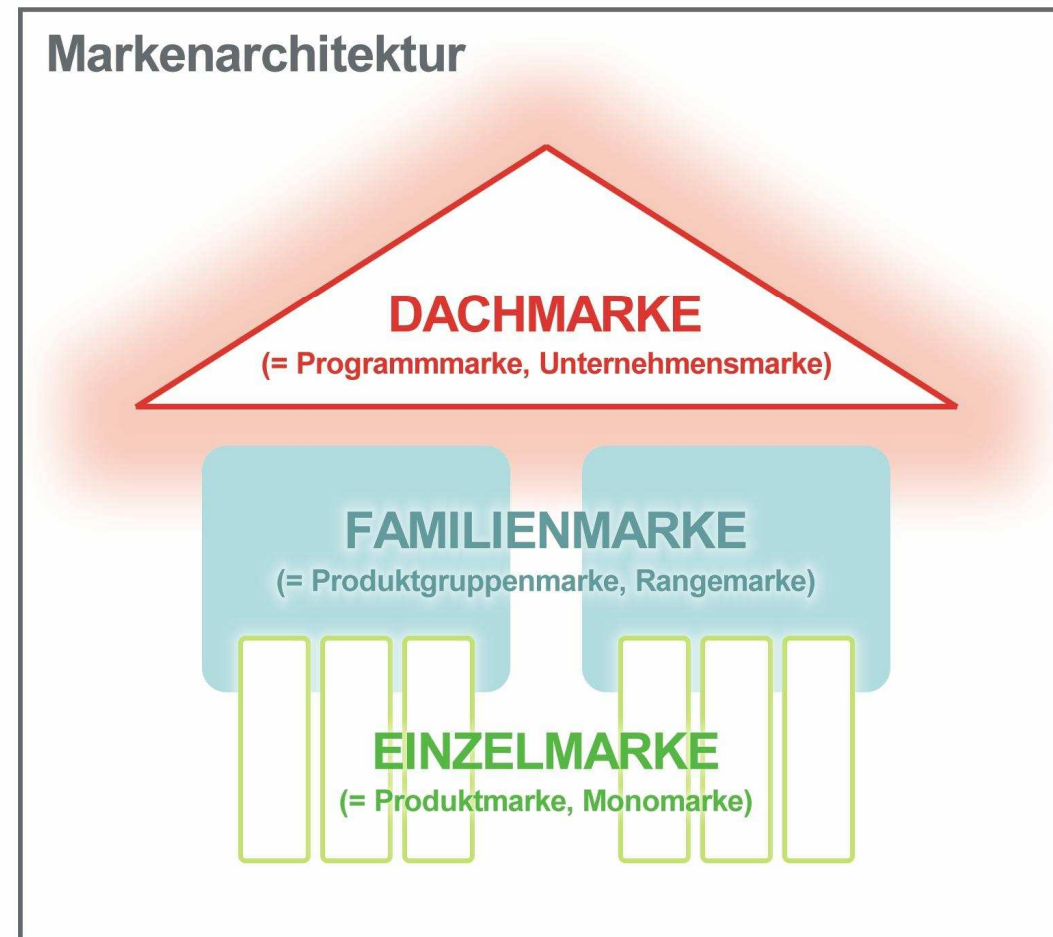 Markenarchitektur
DACHMARKE
(= Programmmarke, Unternehmensmarke)
FAMILIENMARKE
(= Produktgruppenmarke, Rangemarke)
EINZELMARKE
(= Produktmarke, Monomarke)